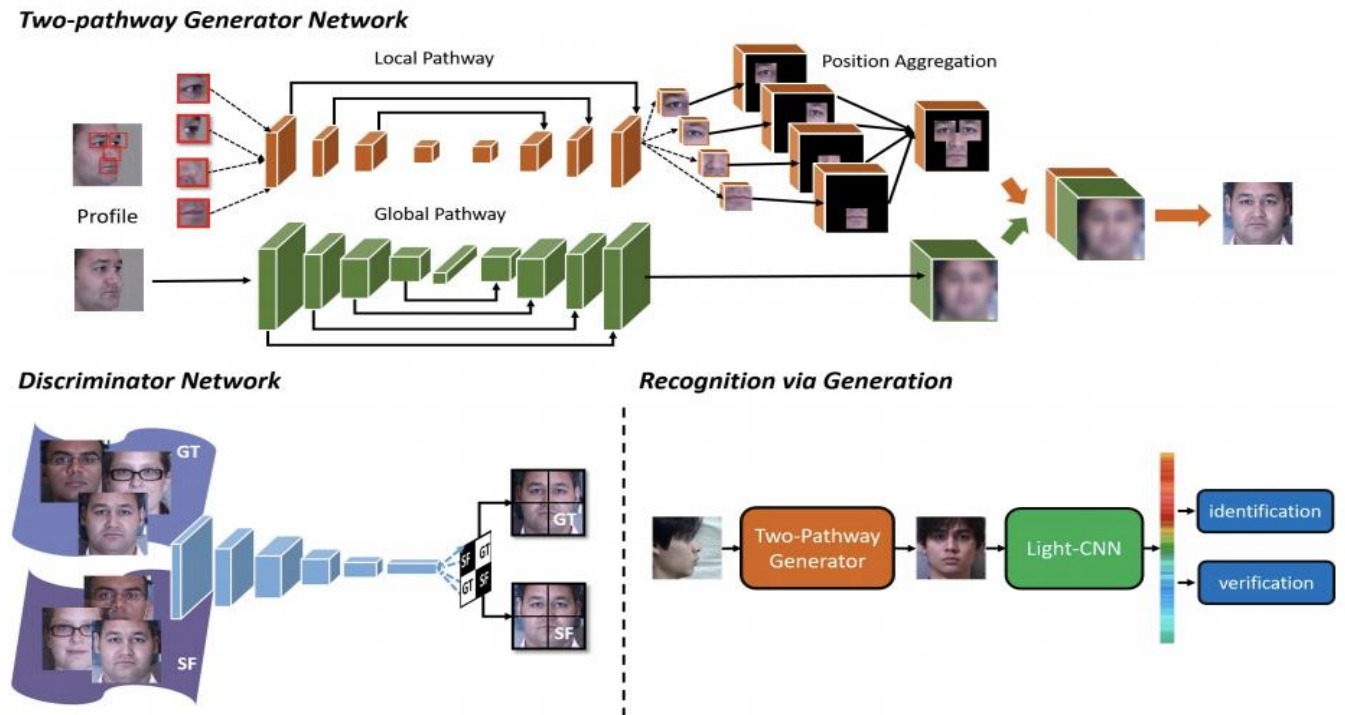 Two-pathway Generator Network
Local Pathway
Position Aggregation
Profile
Global Pathway
Discriminator Network
GT
SF
SF
GT
GT
SF
GT
SF
Recognition via Generation
Two-Pathway
Generator
Light-CNN
identification
verification